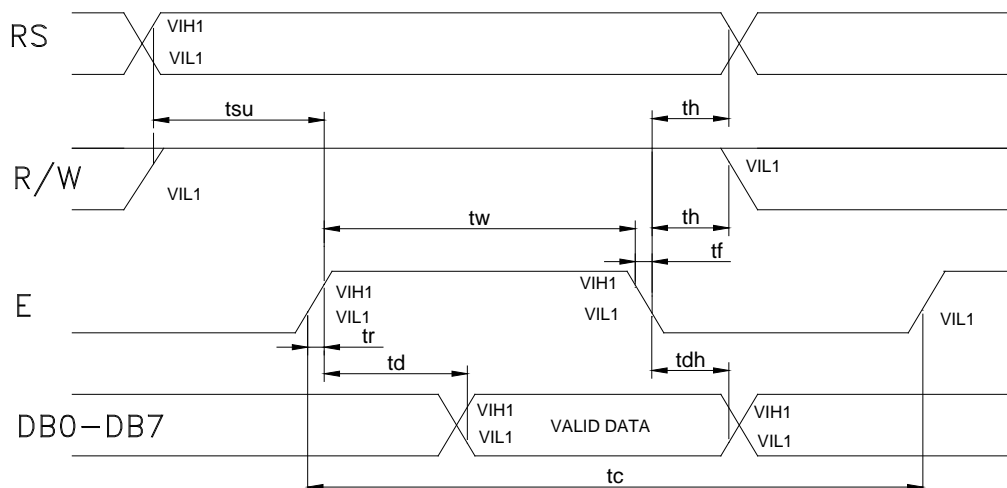 RS
VIH1
VIL1
tsu
th
R/W
VIL1
VIL1
tw
th
tf
E
VIH1
VIL1
VIH1
VIL1
VIL1
tr
td
tdh
DB0-DB7
VIH1
VIL1
VALID DATA
VIH1
VIL1
tc